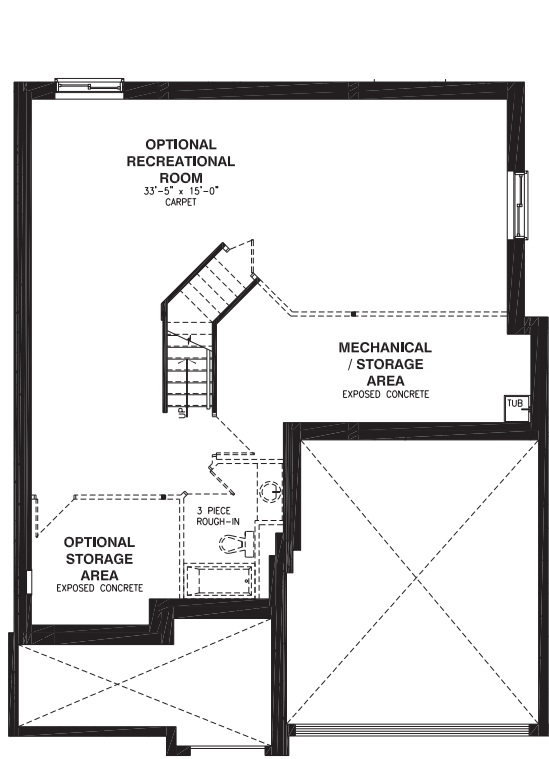 OPTIONAL
RECREATIONAL
ROOM
33'-5" x 15'-0"
CARPET
MECHANICAL
/ STORAGE
AREA
EXPOSED CONCRETE
TUB
UP
3 PIECE
ROUGH-IN
OPTIONAL
STORAGE
AREA
EXPOSED CONCRETE